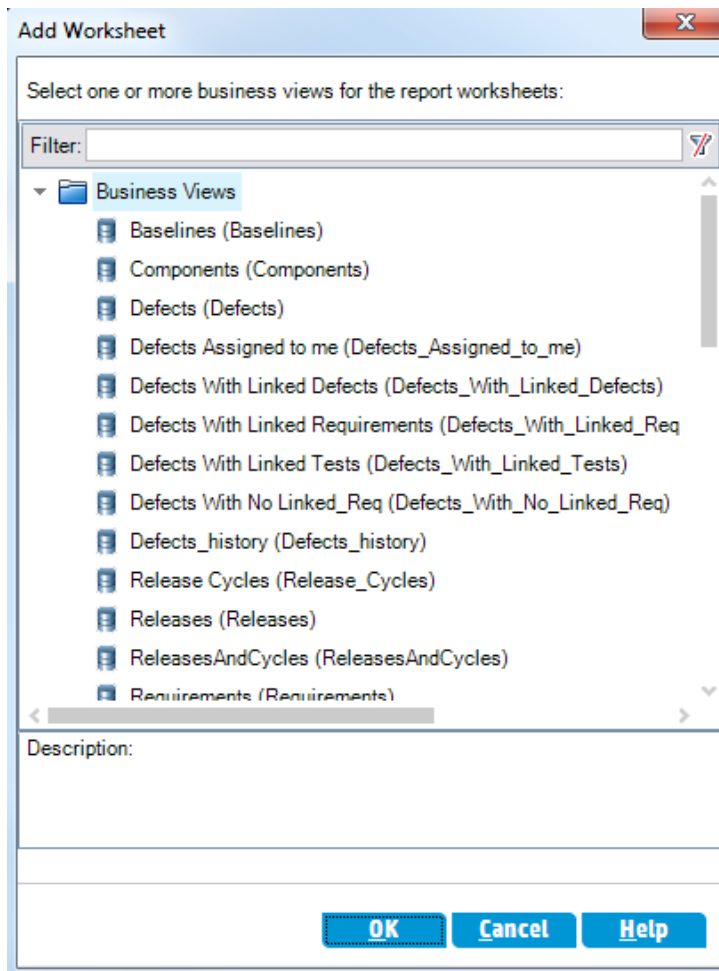 Add Worksheet
Select one or more business views for the report worksheets:
Filter:
Business Views
Baselines (Baselines)
Components (Components)
Defects (Defects)
Defects Assigned to me (Defects_Assigned_to_me)
Defects With Linked Defects (Defects_With_Linked_Defects)
Defects With Linked Requirements (Defects_With_Linked_Req
Defects With Linked Tests (Defects_With_Linked_Tests)
Defects With No Linked_Req (Defects_With_No_Linked_Req)
Defects_history (Defects_history)
Release Cycles (Release_Cycles)
Releases (Releases)
ReleasesAndCycles (ReleasesAndCycles)
Requirements (Requirements)
Description:
OK Cancel Help